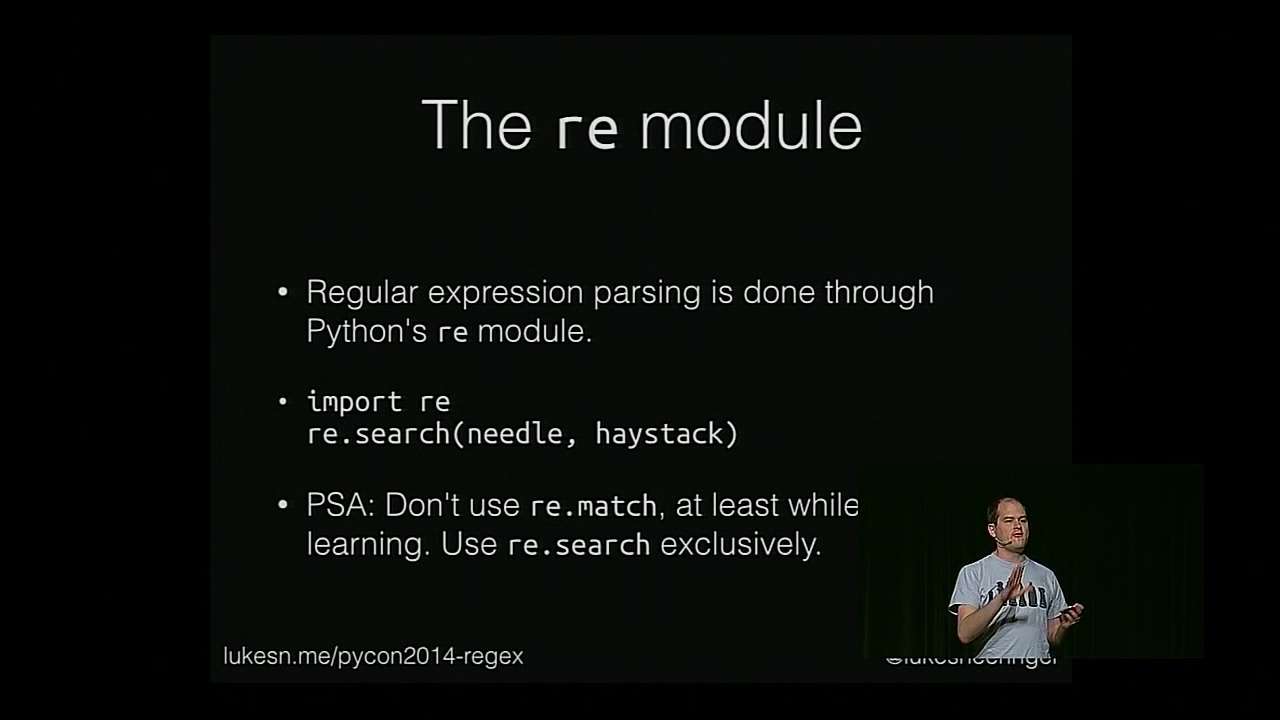 The re module
• Regular expression parsing is done through
Python's re module.
• import re
re.search(needle, haystack)
• PSA: Don't use re.match, at least while
learning. Use re.search exclusively.
lukesn.me/pycon2014-regex